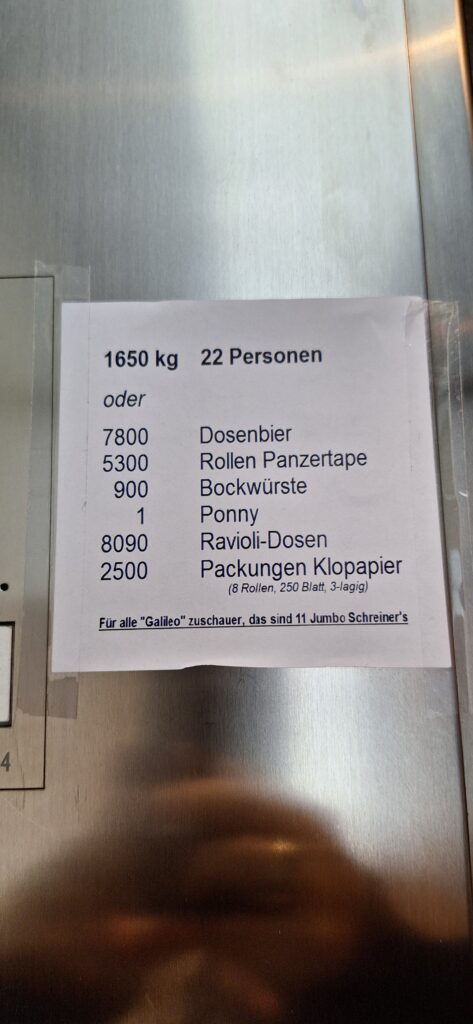 1650 kg 22 Personen
oder
7800 Dosenbier
5300 Rollen Panzertape
900 Bockwürste
1 Ponny
8090 Ravioli-Dosen
2500 Packungen Klopapier
(8 Rollen, 250 Blatt, 3-lagig)
Für alle "Galileo" zuschauer, das sind 11 Jumbo Schreiner's
4